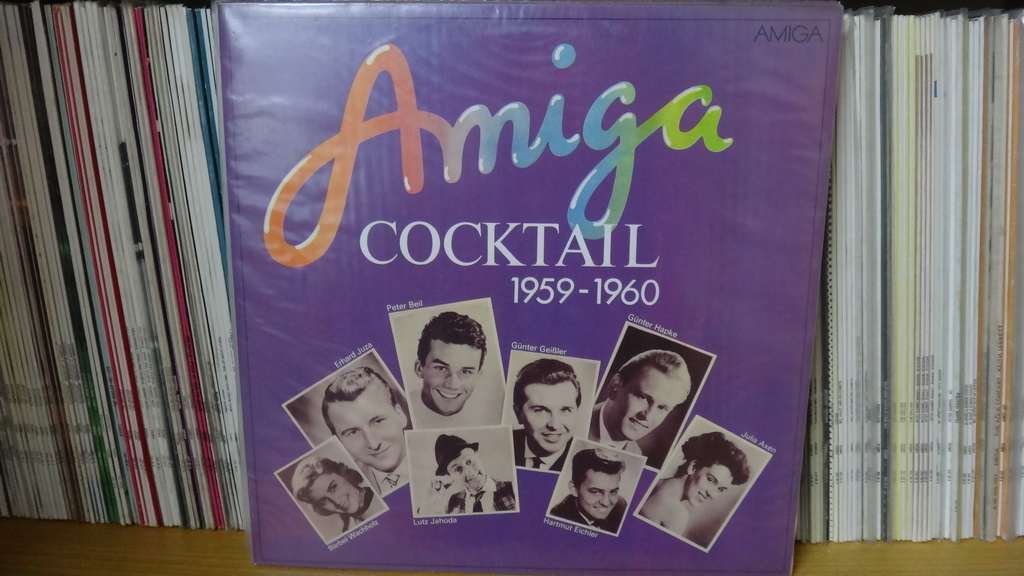 AMIGA
Amiga
COCKTAIL
1959-1960
Peter Beil
Günter Hapke
Erhard Juza
Günter Geißler
Julia Axen
Bärbel Wachholz
Lutz Jahoda
Hartmut Eichler